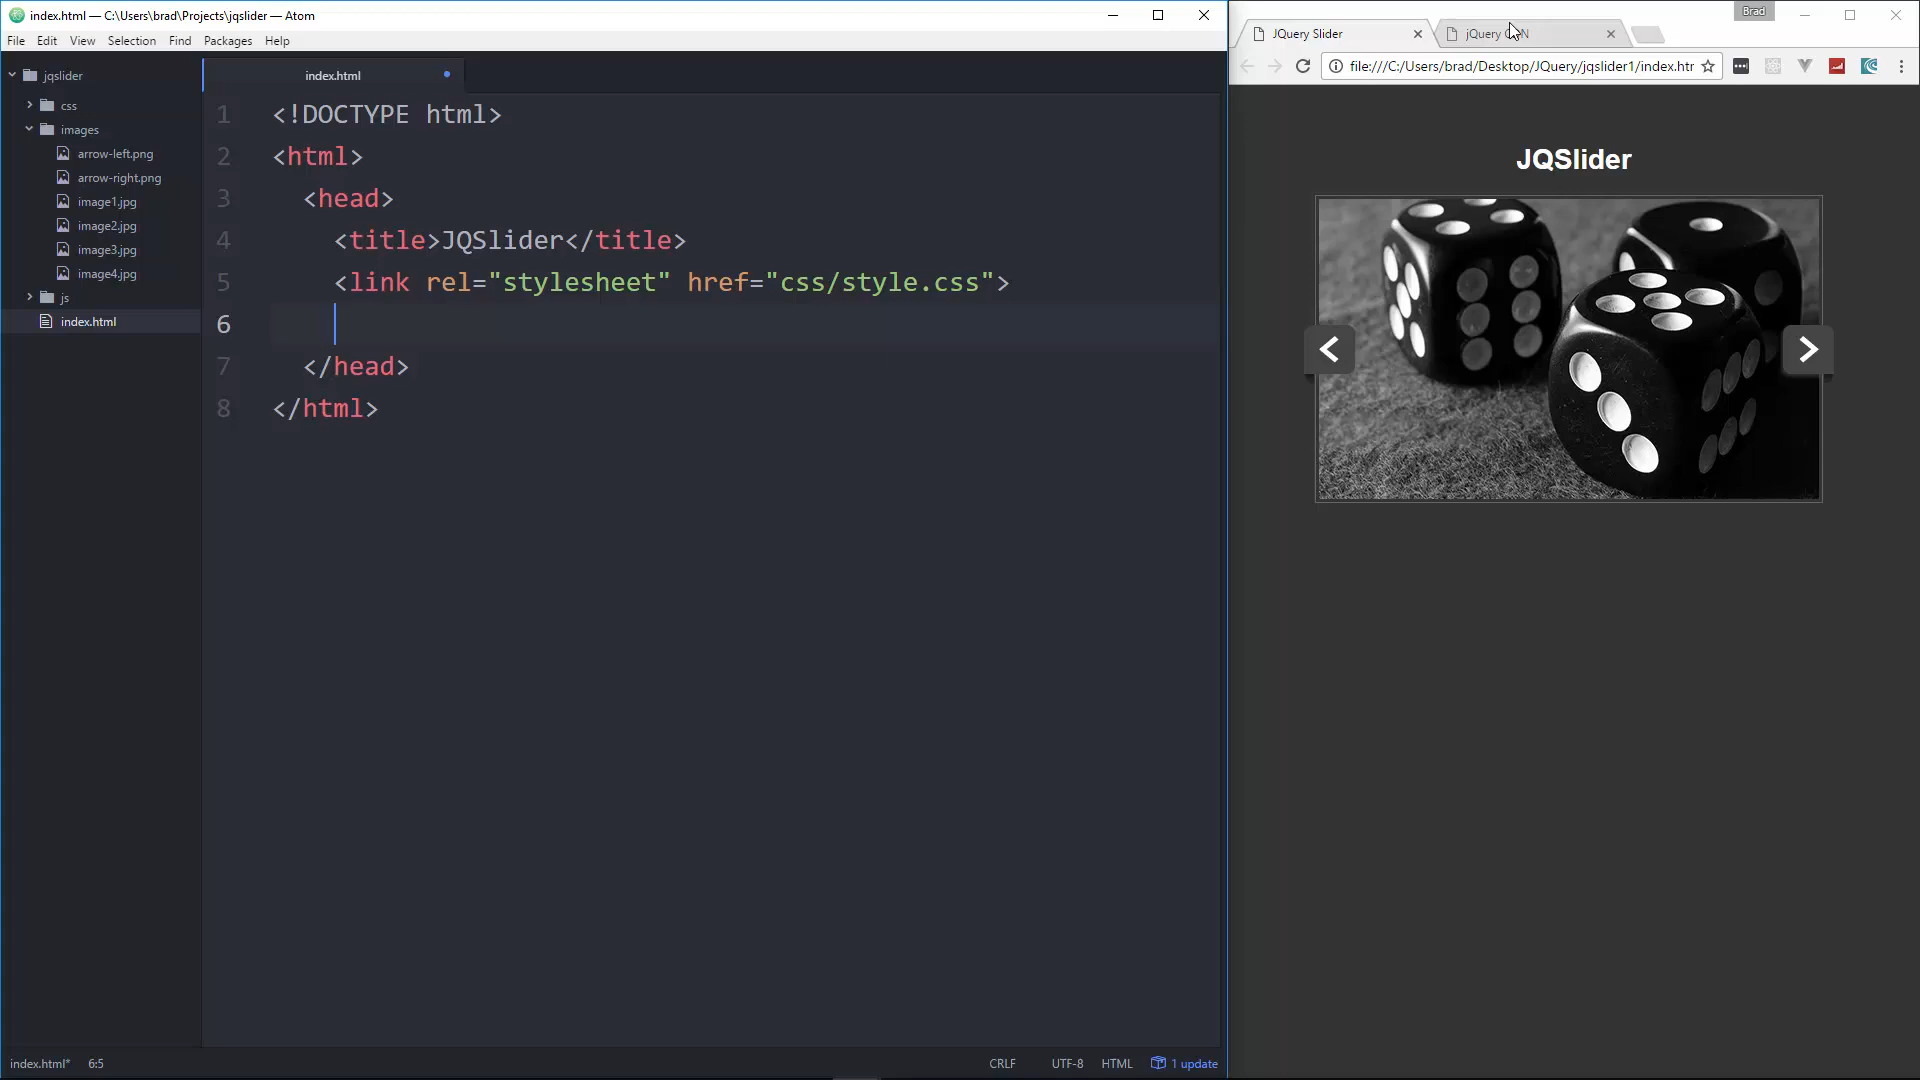 index.html — C:\Users\brad\Projects\jqslider — Atom
File Edit View Selection Find Packages Help
jqslider
css
images
arrow-left.png
arrow-right.png
image1.jpg
image2.jpg
image3.jpg
image4.jpg
js
index.html
index.html
1 <!DOCTYPE html>
2 <html>
3 <head>
4 <title>JQSlider</title>
5 <link rel="stylesheet" href="css/style.css">
6
7 </head>
8 </html>
index.html* 6:5
CRLF UTF-8 HTML 1 update
Brad
JQuery Slider
jQuery
file:///C:/Users/brad/Desktop/JQuery/jqslider1/index.htr
JQSlider